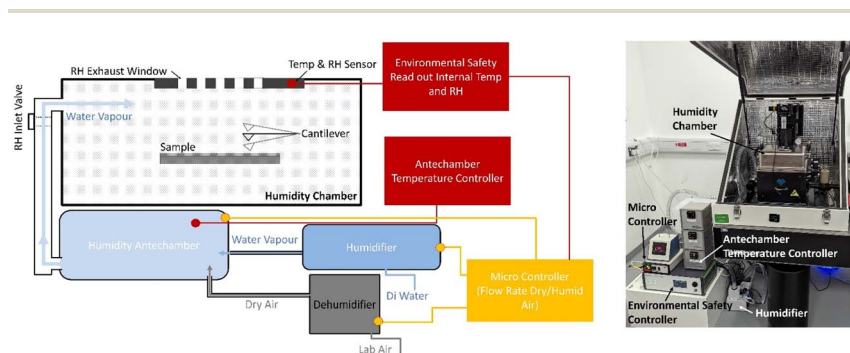 RH Exhaust Window
Temp & RH Sensor
RH Inlet Valve
Water Vapour
Cantilever
Sample
Humidity Chamber
Environmental Safety
Read out Internal Temp
and RH
Antechamber
Temperature Controller
Humidity Antechamber
Water Vapour
Humidifier
Di Water
Dry Air
Dehumidifier
Lab Air
Micro Controller
(Flow Rate Dry/Humid
Air)
Humidity
Chamber
Micro
Controller
Antechamber
Temperature Controller
Environmental Safety
Controller
Humidifier